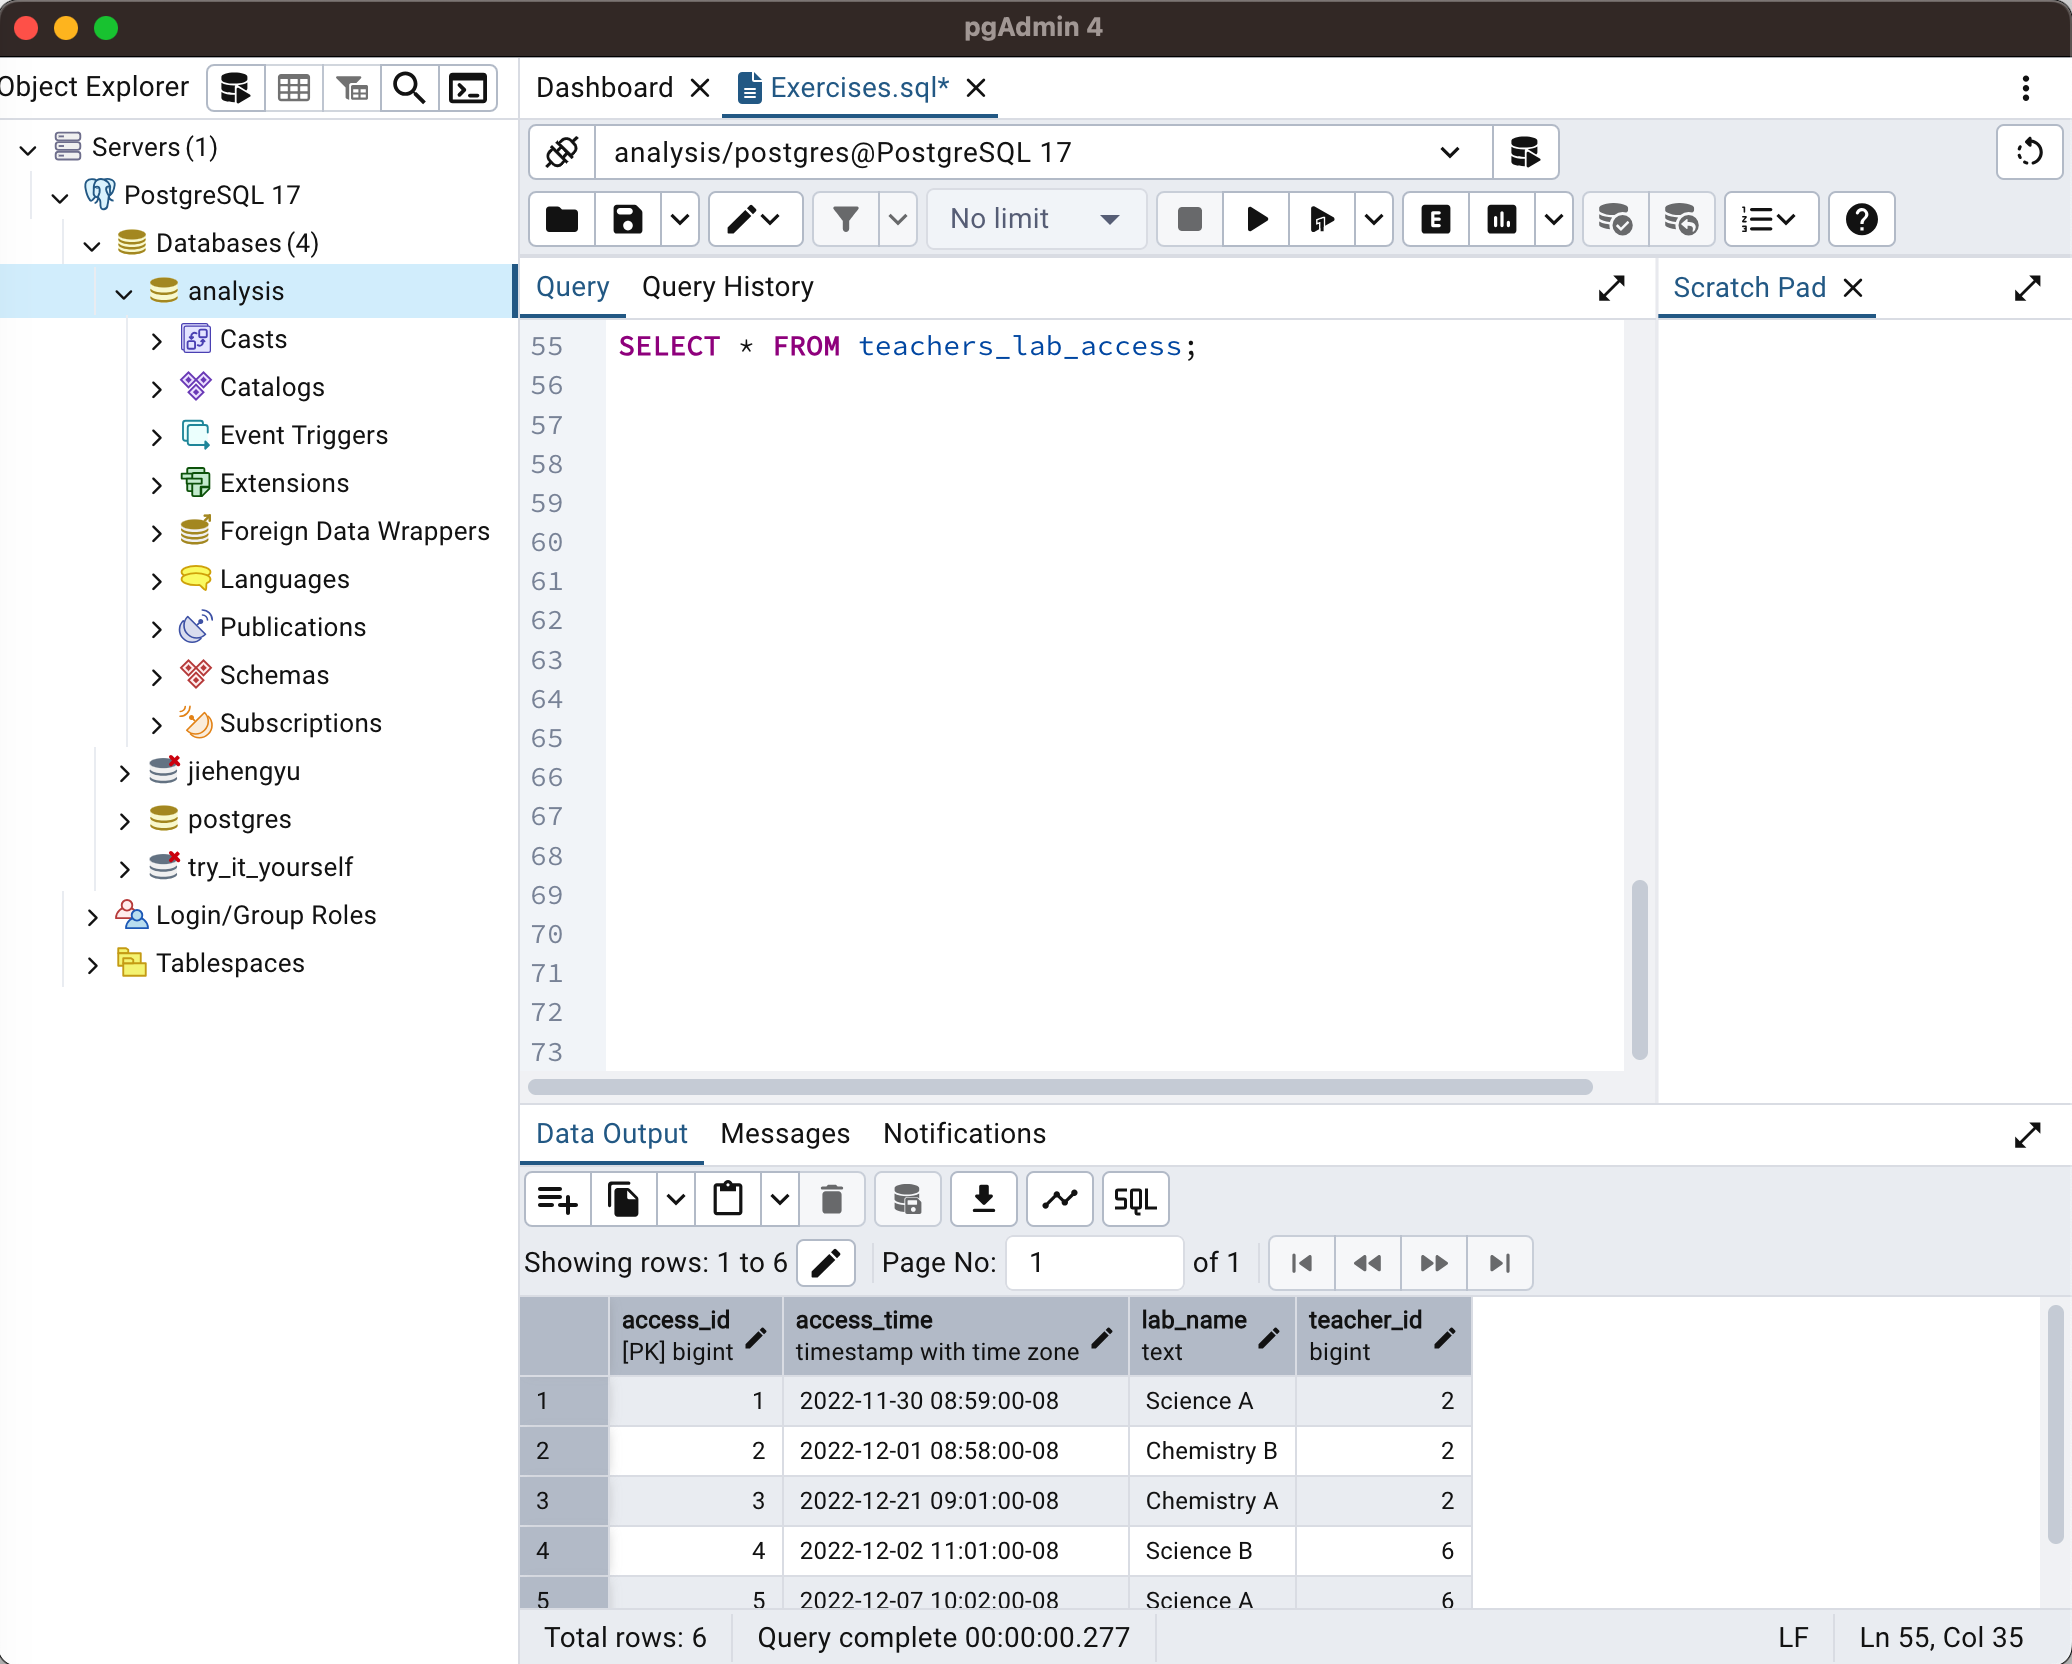 pgAdmin 4
Object Explorer
Dashboard
Exercises.sql*
Servers (1)
PostgreSQL 17
Databases (4)
analysis
Casts
Catalogs
Event Triggers
Extensions
Foreign Data Wrappers
Languages
Publications
Schemas
Subscriptions
jiehengyu
postgres
try_it_yourself
Login/Group Roles
Tablespaces
analysis/postgres@PostgreSQL 17
No limit
E
1
1 2 3
?
Query
Query History
Scratch Pad
55 SELECT * FROM teachers_lab_access;
56
57
58
59
60
61
62
63
64
65
66
67
68
69
70
71
72
73
Data Output
Messages
Notifications
SQL
Showing rows: 1 to 6
Page No: 1 of 1
access_id access_time lab_name teacher_id
[PK] bigint timestamp with time zone text bigint
1 1 2022-11-30 08:59:00-08 Science A 2
2 2 2022-12-01 08:58:00-08 Chemistry B 2
3 3 2022-12-21 09:01:00-08 Chemistry A 2
4 4 2022-12-02 11:01:00-08 Science B 6
5 5 2022-12-07 10:02:00-08 Science A 6
Total rows: 6
Query complete 00:00:00.277
LF
Ln 55, Col 35